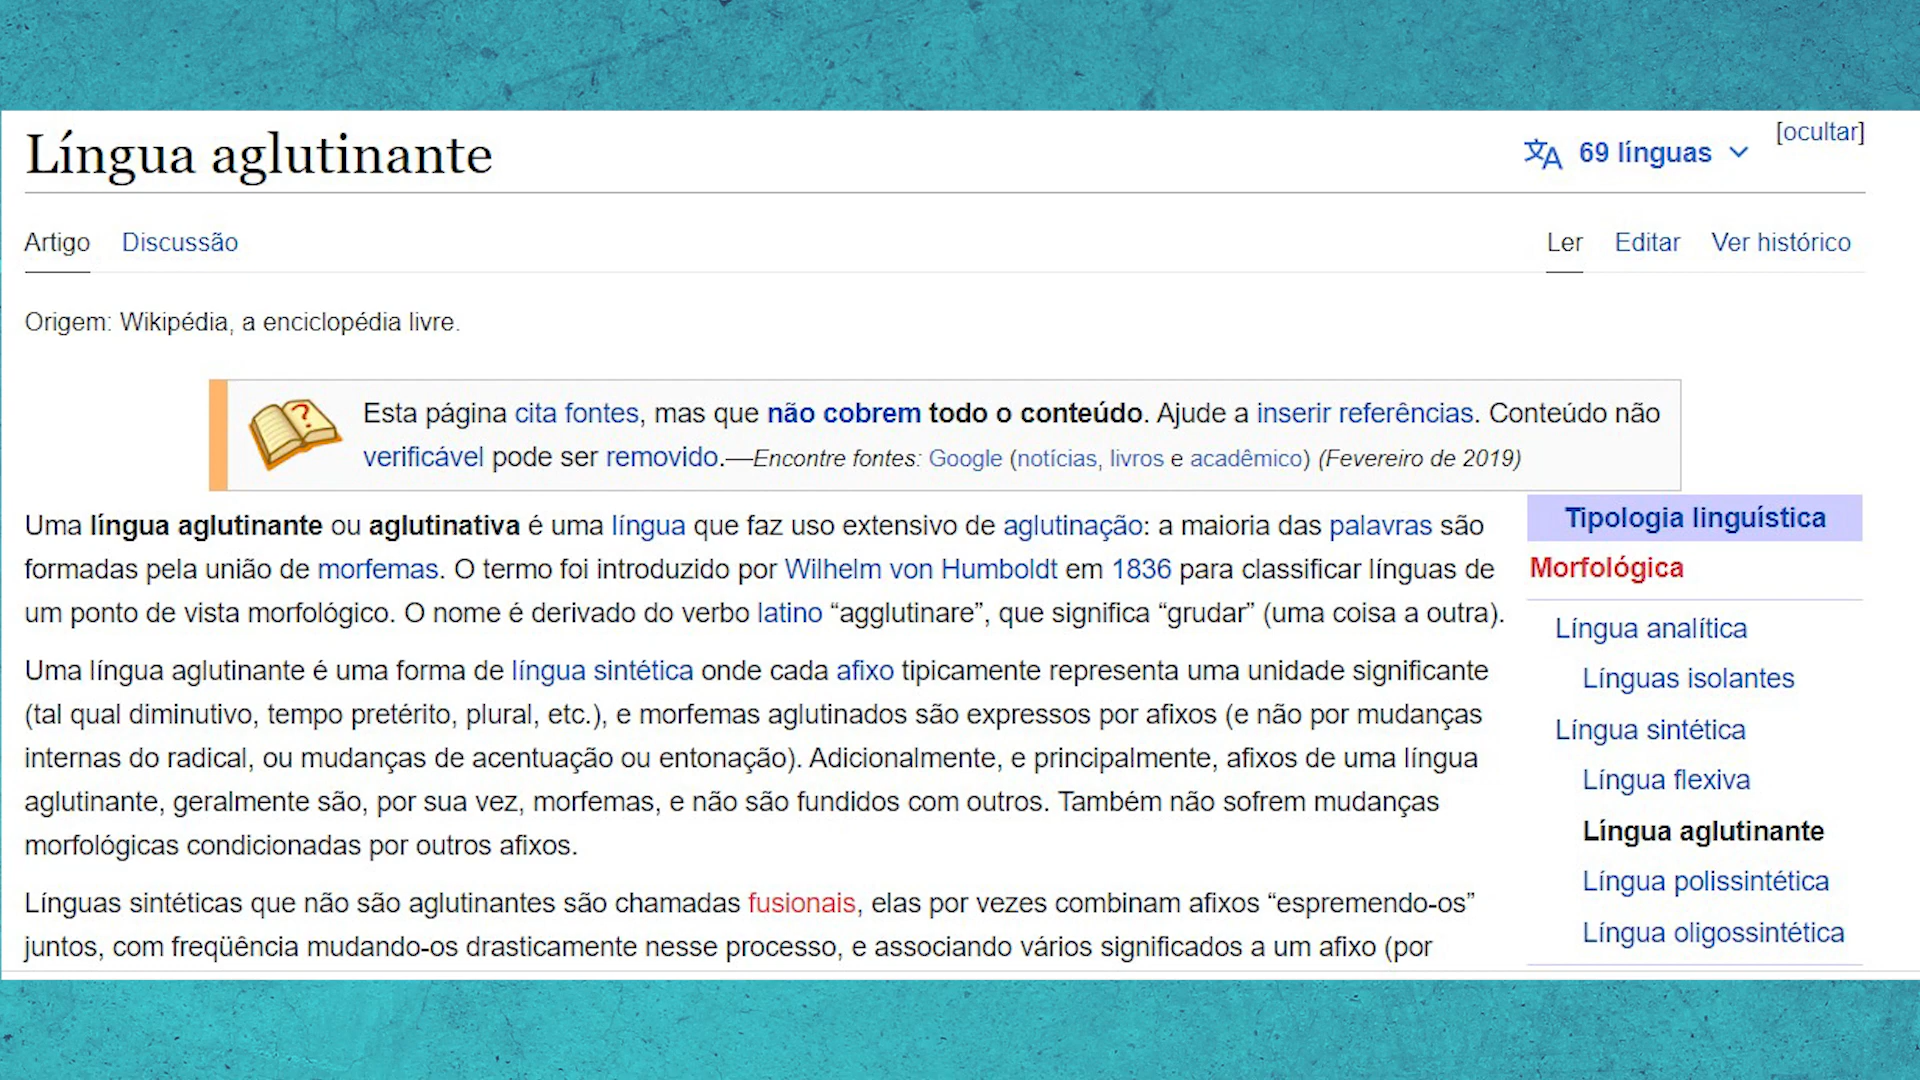 Língua aglutinante
文A 69 línguas
[ocultar]
Artigo Discussão
Ler Editar Ver histórico
Origem: Wikipédia, a enciclopédia livre.
Esta página cita fontes, mas que não cobrem todo o conteúdo. Ajude a inserir referências. Conteúdo não
verificável pode ser removido.—Encontre fontes: Google (notícias, livros e acadêmico) (Fevereiro de 2019)
Uma língua aglutinante ou aglutinativa é uma língua que faz uso extensivo de aglutinação: a maioria das palavras são
formadas pela união de morfemas. O termo foi introduzido por Wilhelm von Humboldt em 1836 para classificar línguas de
um ponto de vista morfológico. O nome é derivado do verbo latino “agglutinare”, que significa “grudar” (uma coisa a outra).
Uma língua aglutinante é uma forma de língua sintética onde cada afixo tipicamente representa uma unidade significante
(tal qual diminutivo, tempo pretérito, plural, etc.), e morfemas aglutinados são expressos por afixos (e não por mudanças
internas do radical, ou mudanças de acentuação ou entonação). Adicionalmente, e principalmente, afixos de uma língua
aglutinante, geralmente são, por sua vez, morfemas, e não são fundidos com outros. Também não sofrem mudanças
morfológicas condicionadas por outros afixos.
Línguas sintéticas que não são aglutinantes são chamadas fusionais, elas por vezes combinam afixos “espremendo-os”
juntos, com freqüência mudando-os drasticamente nesse processo, e associando vários significados a um afixo (por
Tipologia linguística
Morfológica
Língua analítica
Línguas isolantes
Língua sintética
Língua flexiva
Língua aglutinante
Língua polissintética
Língua oligossintética